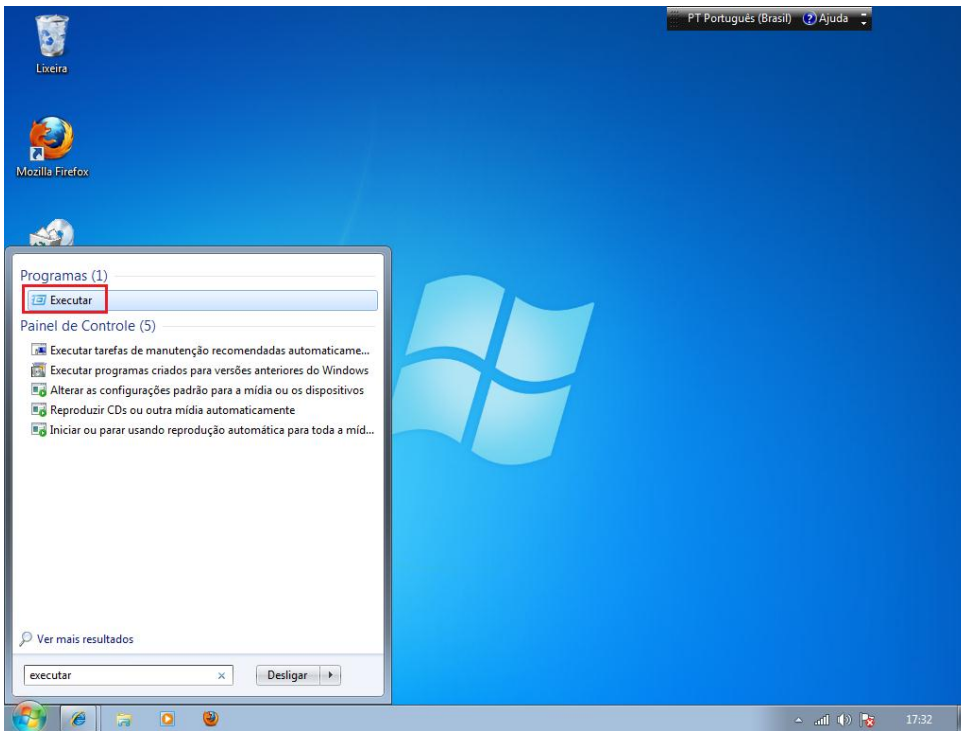 PT Português (Brasil) Ajuda
Lixeira
Mozilla Firefox
Programas (1)
Executar
Painel de Controle (5)
Executar tarefas de manutenção recomendadas automaticame...
Executar programas criados para versões anteriores do Windows
Alterar as configurações padrão para a mídia ou os dispositivos
Reproduzir CDs ou outra mídia automaticamente
Iniciar ou parar usando reprodução automática para toda a míd...
Ver mais resultados
executar
Desligar
17:32